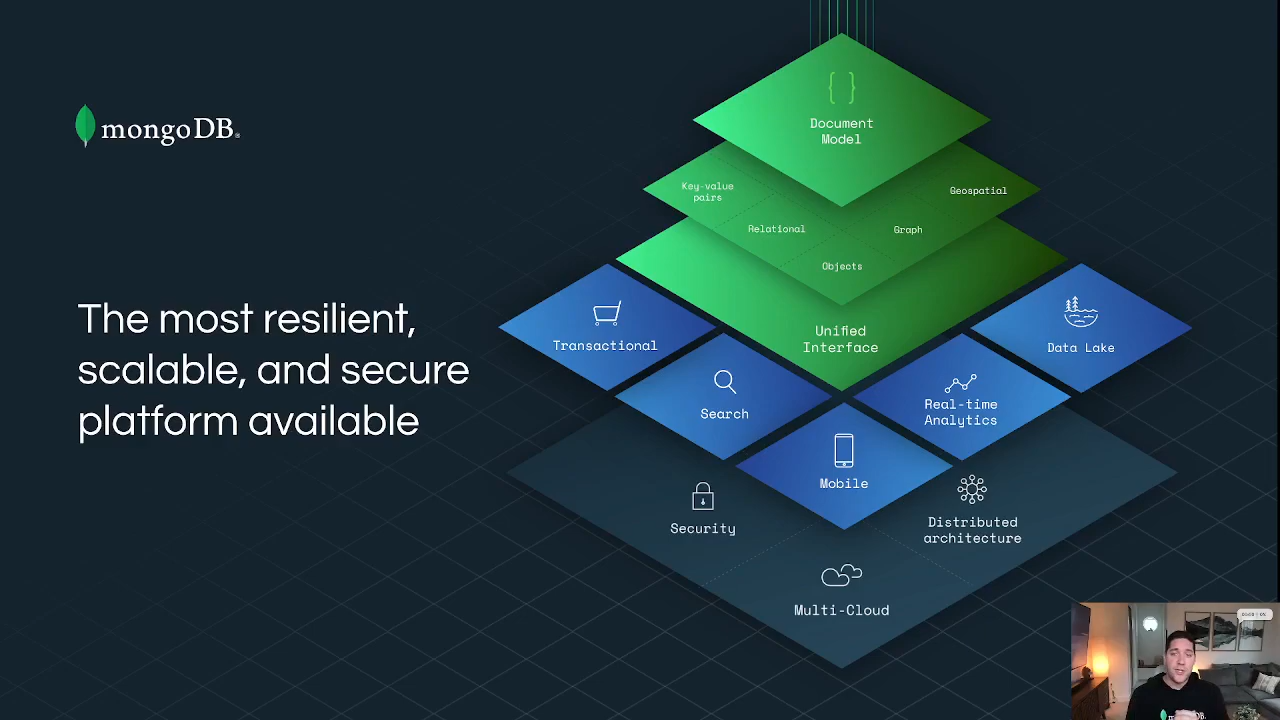 mongoDB®
The most resilient,
scalable, and secure
platform available
{ }
Document
Model
Key-value
pairs
Geospatial
Relational
Graph
Objects
Unified
Interface
Transactional
Data Lake
Search
Real-time
Analytics
Mobile
Security
Distributed
architecture
Multi-Cloud
mongoDB.